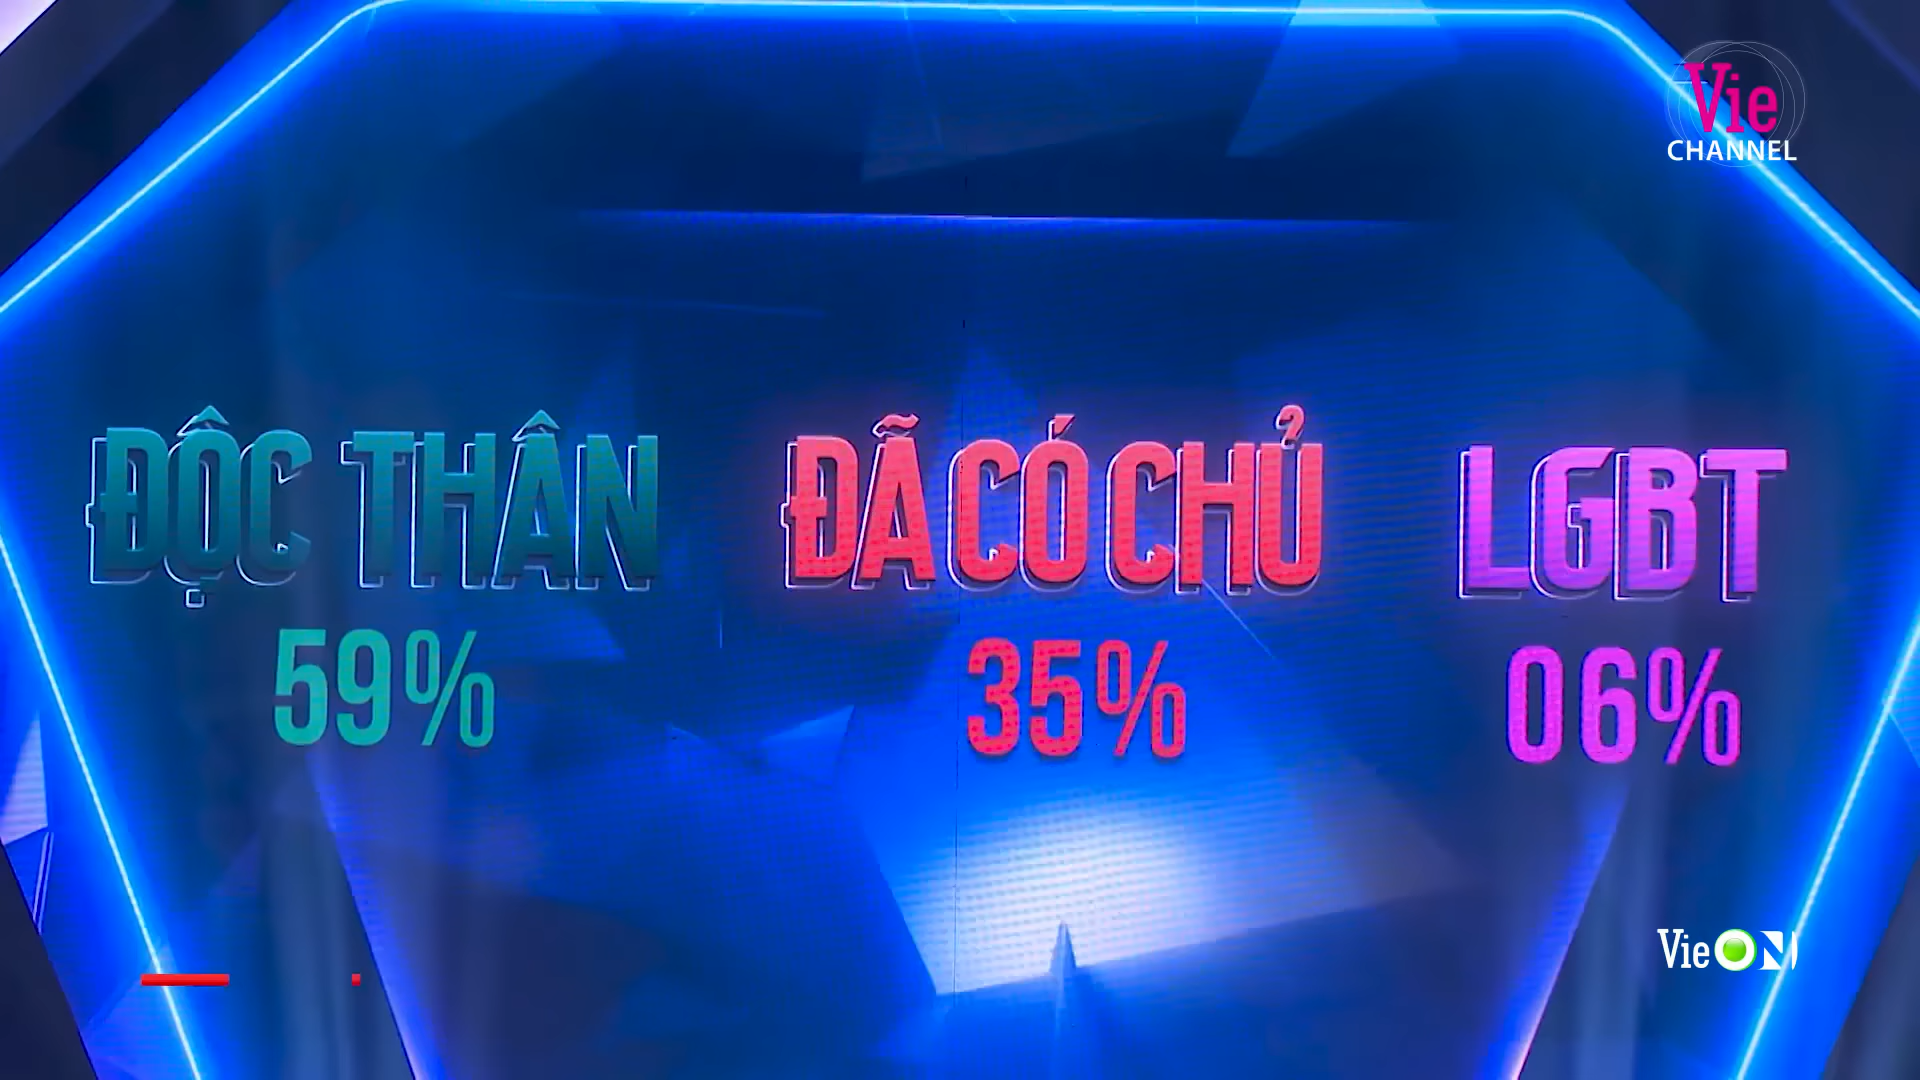 Vie
CHANNEL
ĐỘC THÂN
ĐÃ CÓ CHỦ
LGBT
59%
35%
06%
VieON